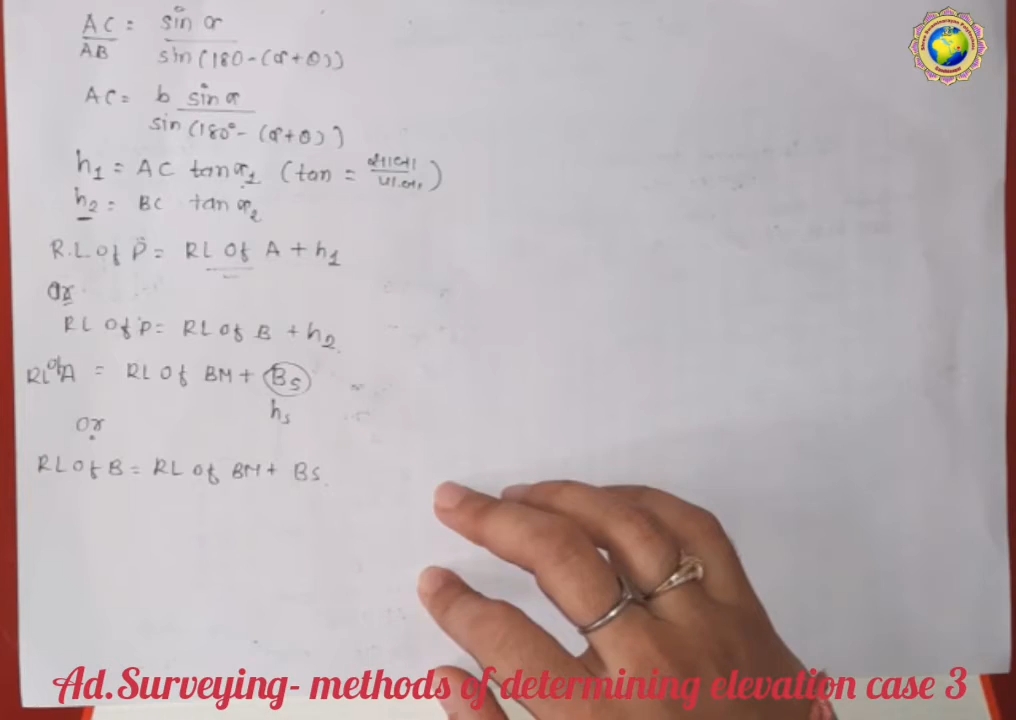 AC/AB = sin α / sin(180-(α+θ))
AC = b sin α / sin(180°-(α+θ))
h1 = AC tan α1 (tan = સા.બા / પા.બા)
h2 = BC tan α2
R.L of P = RL of A + h1
Or
RL of P = RL of B + h2.
RL of A = RL of BM + Bs
hs
Or
RL of B = RL of BM + Bs.
Ad.Surveying- methods of determining elevation case 3